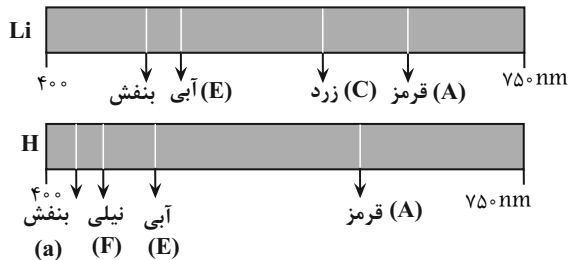 Li
۴۰۰ ۷۵۰nm
بنفش آبی (E) زرد (C) قرمز (A)
H
۴۰۰ ۷۵۰nm
بنفش نیلی آبی قرمز (A)
(a) (F) (E)